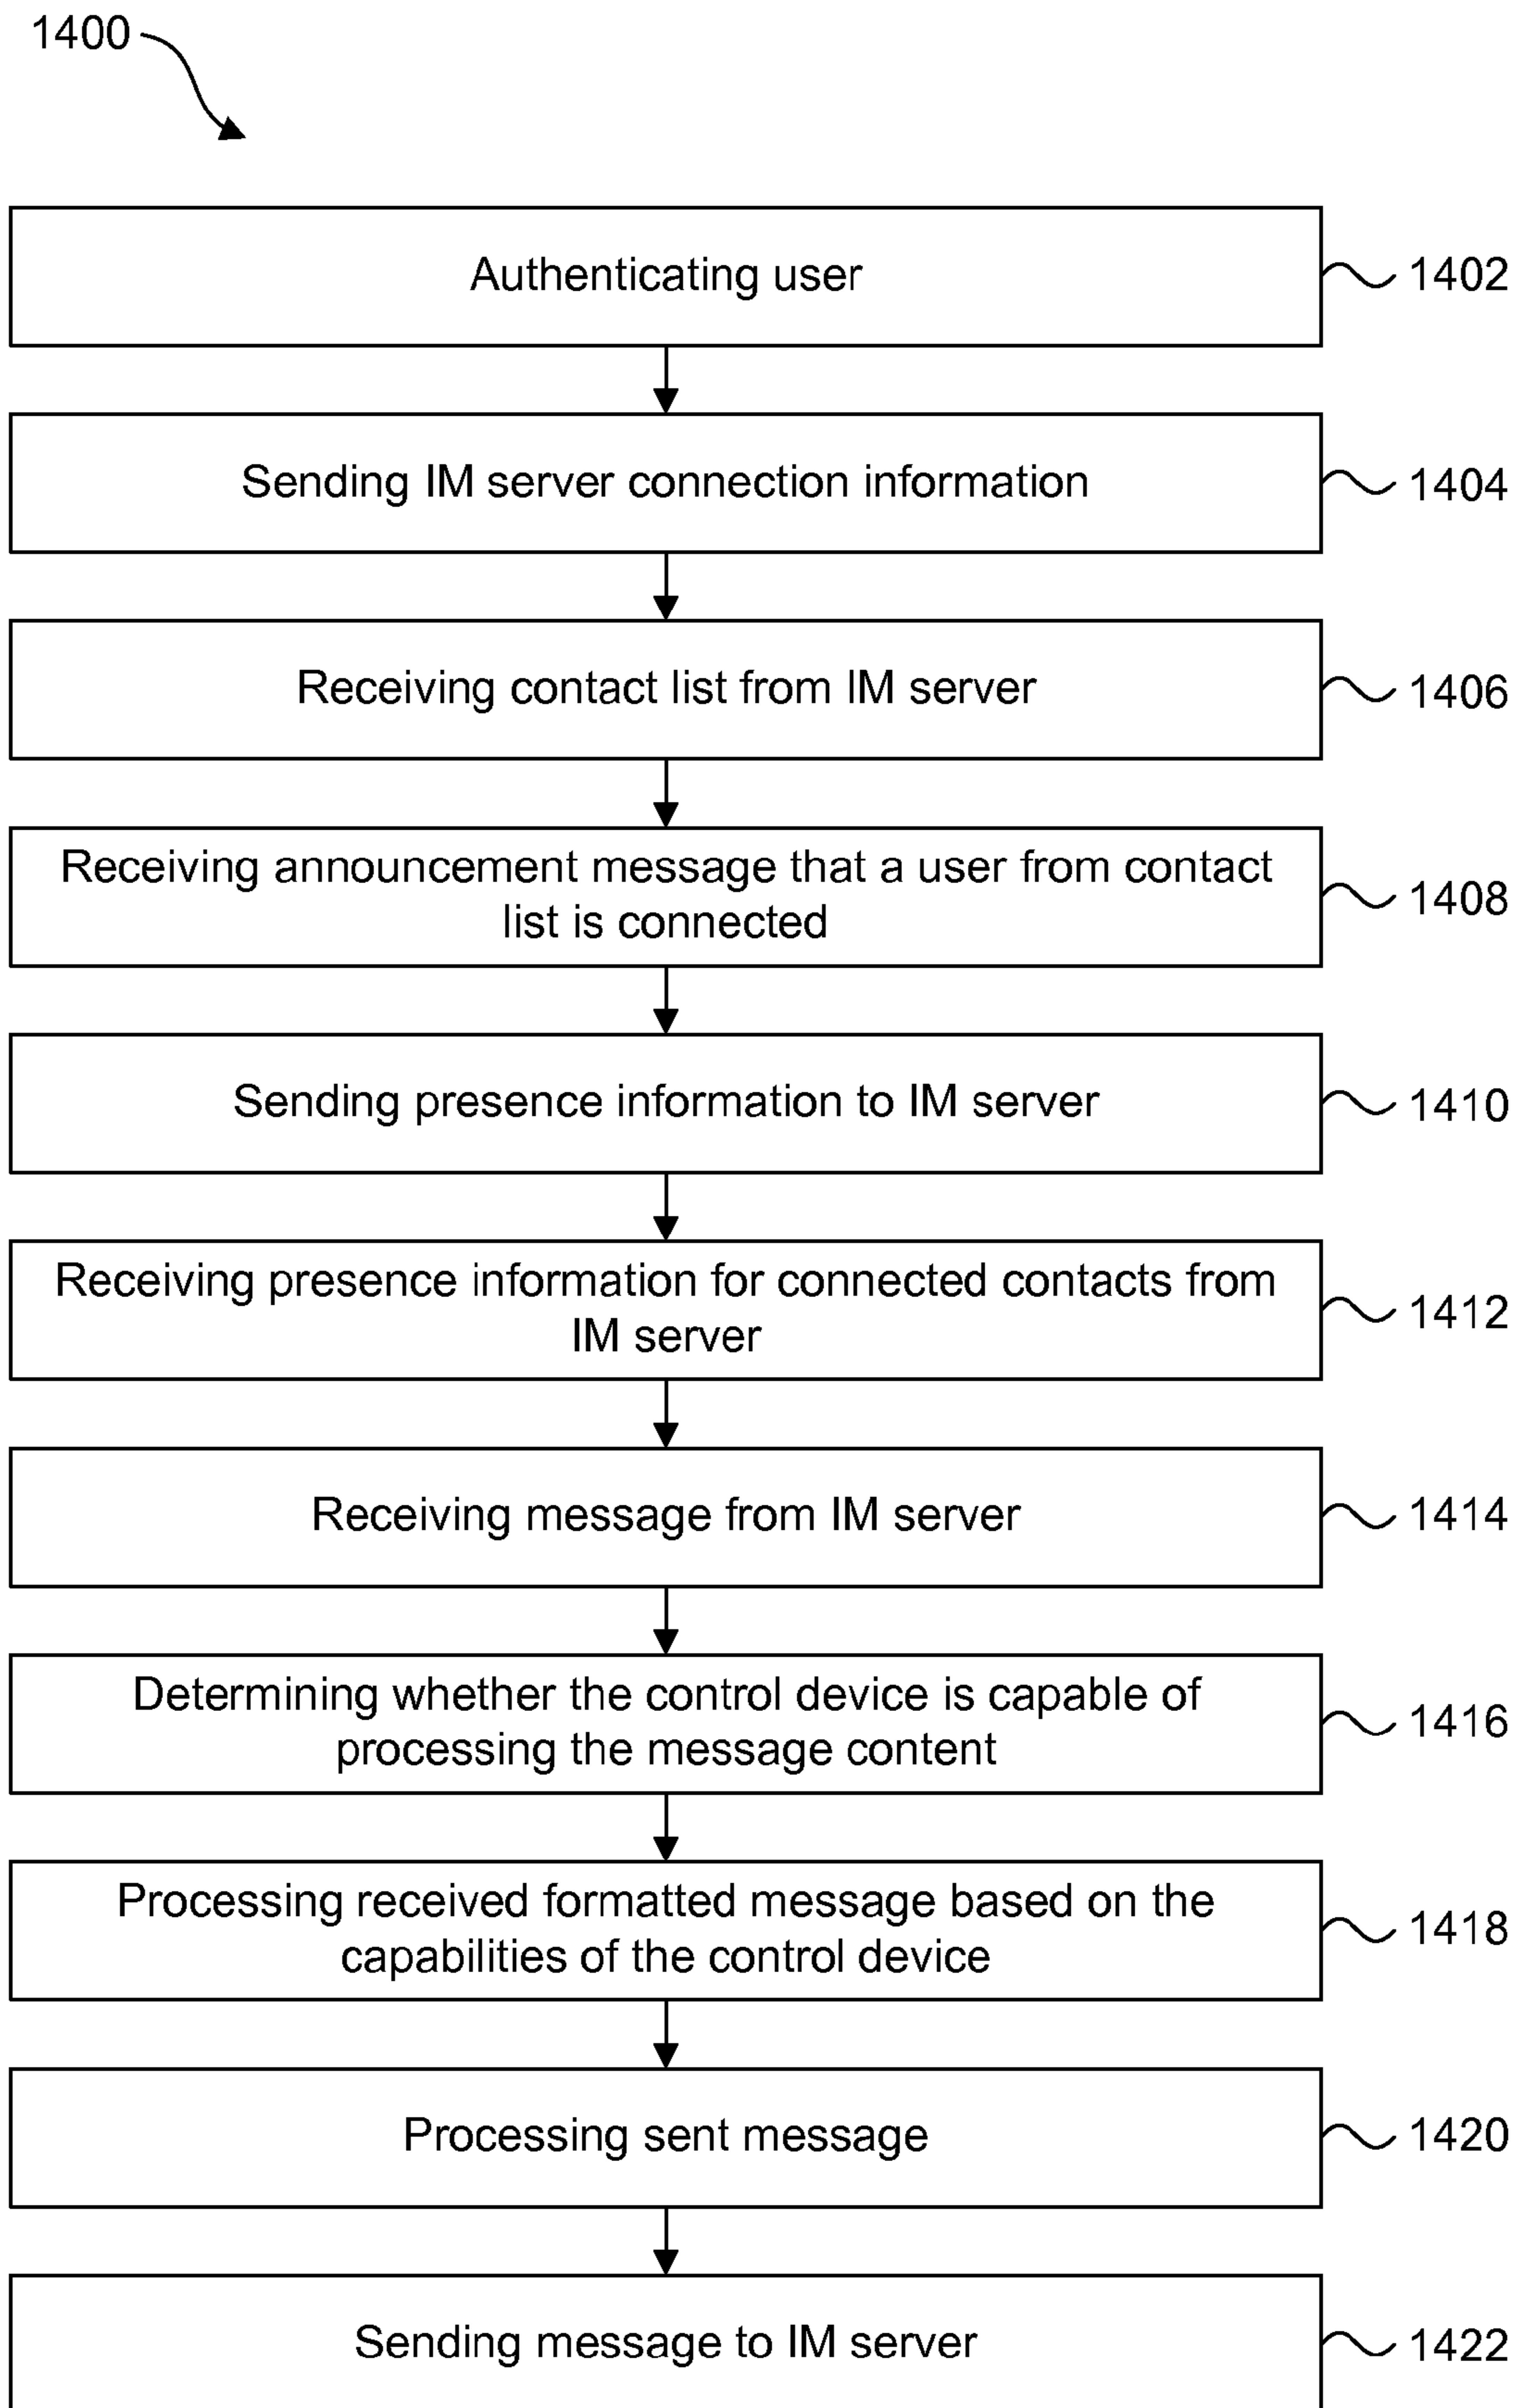 1400
Authenticating user
1402
Sending IM server connection information
1404
Receiving contact list from IM server
1406
Receiving announcement message that a user from contact
list is connected
1408
Sending presence information to IM server
1410
Receiving presence information for connected contacts from
IM server
1412
Receiving message from IM server
1414
Determining whether the control device is capable of
processing the message content
1416
Processing received formatted message based on the
capabilities of the control device
1418
Processing sent message
1420
Sending message to IM server
1422